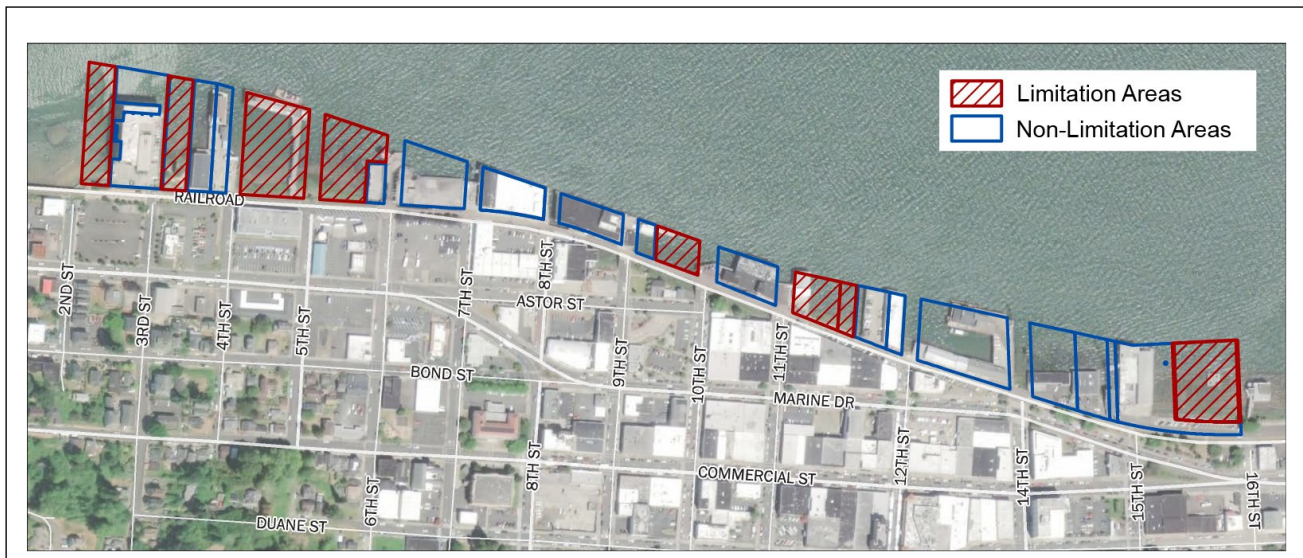 Limitation Areas
Non-Limitation Areas
RAILROAD
2ND ST
3RD ST
4TH ST
5TH ST
7TH ST
8TH ST
ASTOR ST
9TH ST
10TH ST
11TH ST
BOND ST
MARINE DR
12TH ST
14TH ST
15TH ST
16TH ST
6TH ST
8TH ST
COMMERCIAL ST
DUANE ST